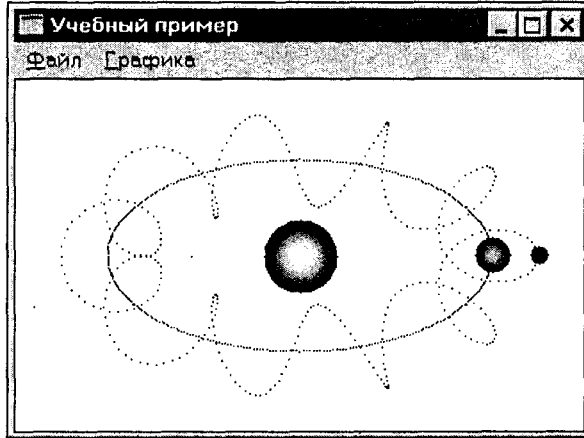 Учебный пример
Файл Графика